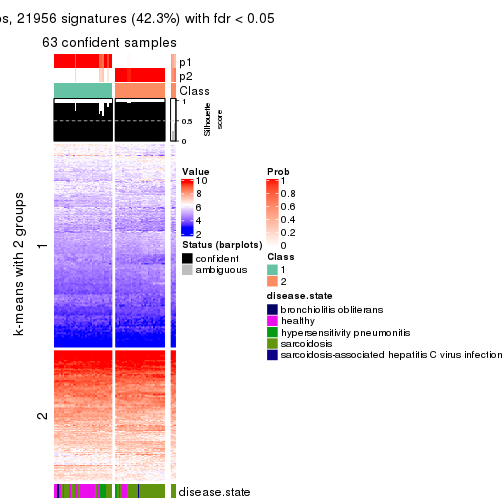 21956 signatures (42.3%) with fdr < 0.05
63 confident samples
p1
p2
Class
1
0.5
0
Silhouette
score
k-means with 2 groups
1
2
disease.state
Value
10
8
6
4
2
Status (barplots)
confident
ambiguous
Prob
1
0.8
0.6
0.4
0.2
0
Class
1
2
disease.state
bronchiolitis obliterans
healthy
hypersensitivity pneumonitis
sarcoidosis
sarcoidosis-associated hepatitis C virus infection